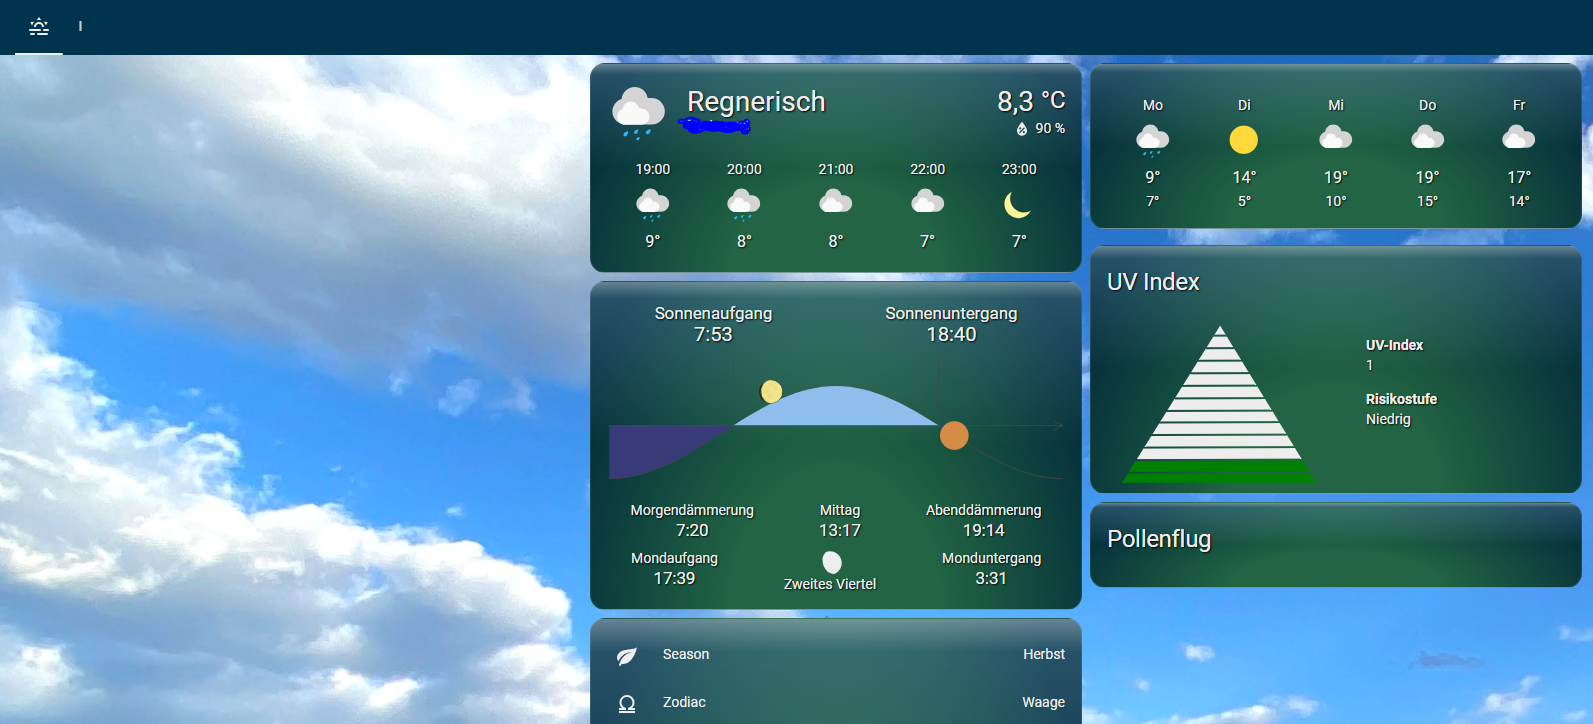 I
Regnerisch
8,3 °C
90 %
19:00 20:00 21:00 22:00 23:00
9° 8° 8° 7° 7°
Sonnenaufgang Sonnenuntergang
7:53 18:40
Morgendämmerung Mittag Abenddämmerung
7:20 13:17 19:14
Mondaufgang Monduntergang
17:39 3:31
Zweites Viertel
Season Herbst
Zodiac Waage
Mo Di Mi Do Fr
9° 14° 19° 19° 17°
7° 5° 10° 15° 14°
UV Index
UV-Index
1
Risikostufe
Niedrig
Pollenflug